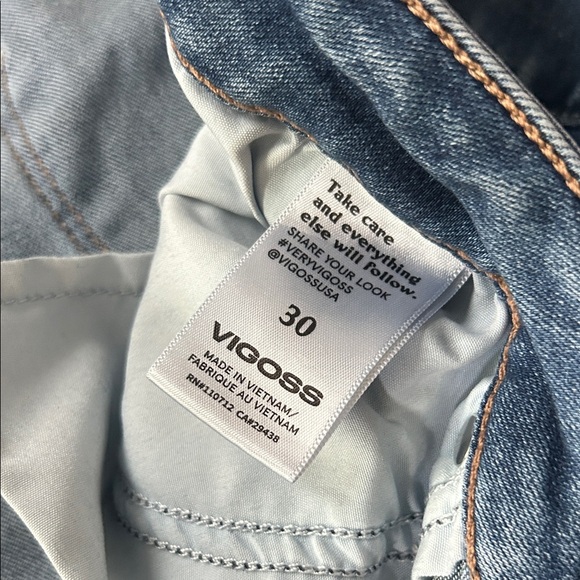 Take care
and everything
else will follow.
SHARE YOUR LOOK
#VERYVIGOSS
@VIGOSSUSA
30
VIGOSS
MADE IN VIETNAM/
FABRIQUE AU VIETNAM
RN#110712 CA#29438